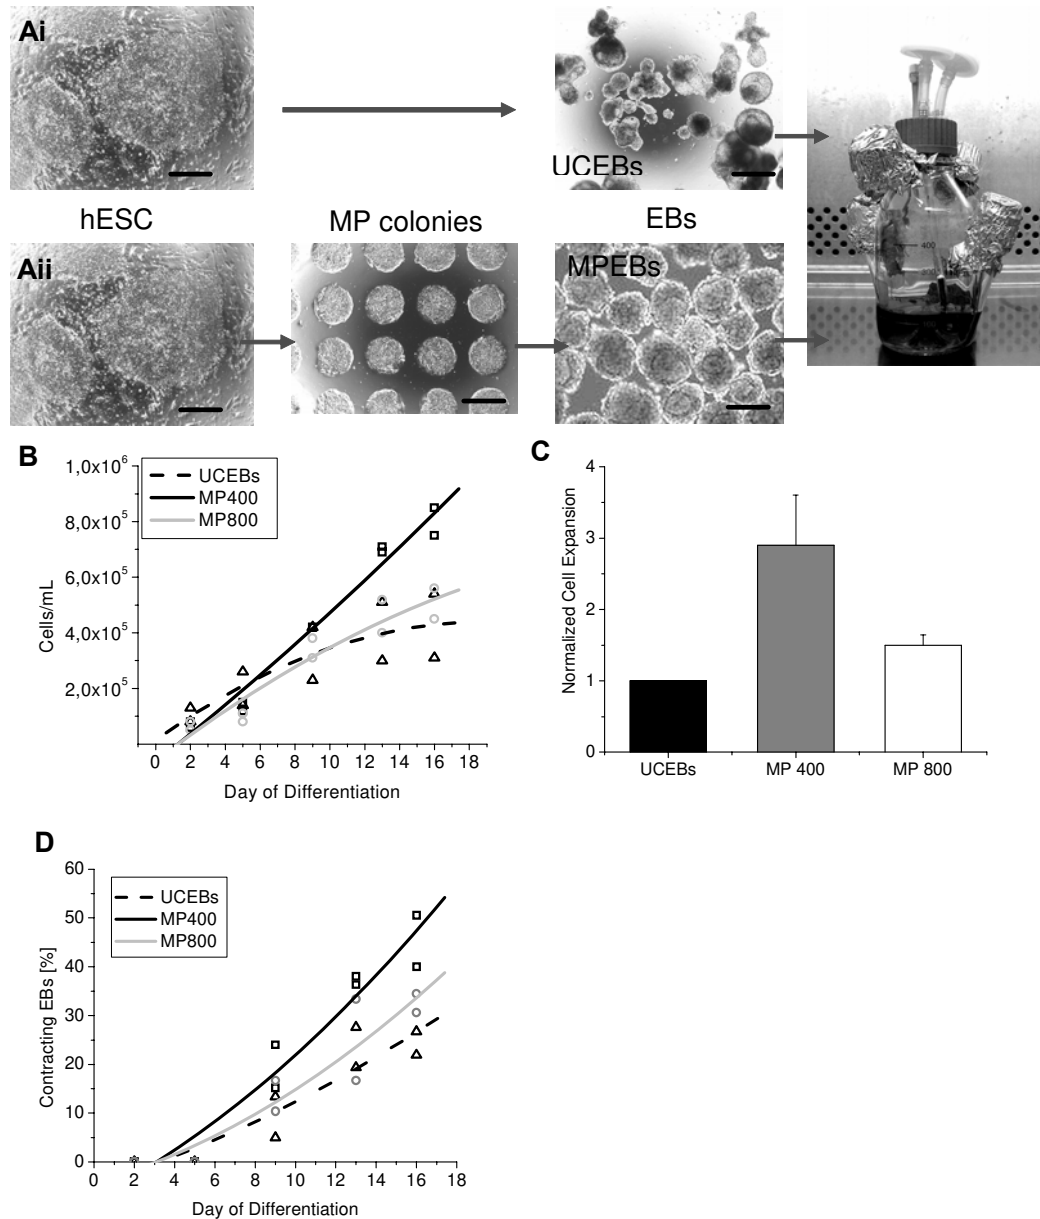 Ai
UCEBs
hESC
MP colonies
EBs
Aii
MPEBs
400
B
1,0x10⁶
8,0x10⁵
6,0x10⁵
4,0x10⁵
2,0x10⁵
Cells/mL
UCEBs
MP400
MP800
0 2 4 6 8 10 12 14 16 18
Day of Differentiation
C
4
3
2
1
0
Normalized Cell Expansion
UCEBs MP 400 MP 800
D
60
50
40
30
20
10
0
Contracting EBs [%]
UCEBs
MP400
MP800
0 2 4 6 8 10 12 14 16 18
Day of Differentiation